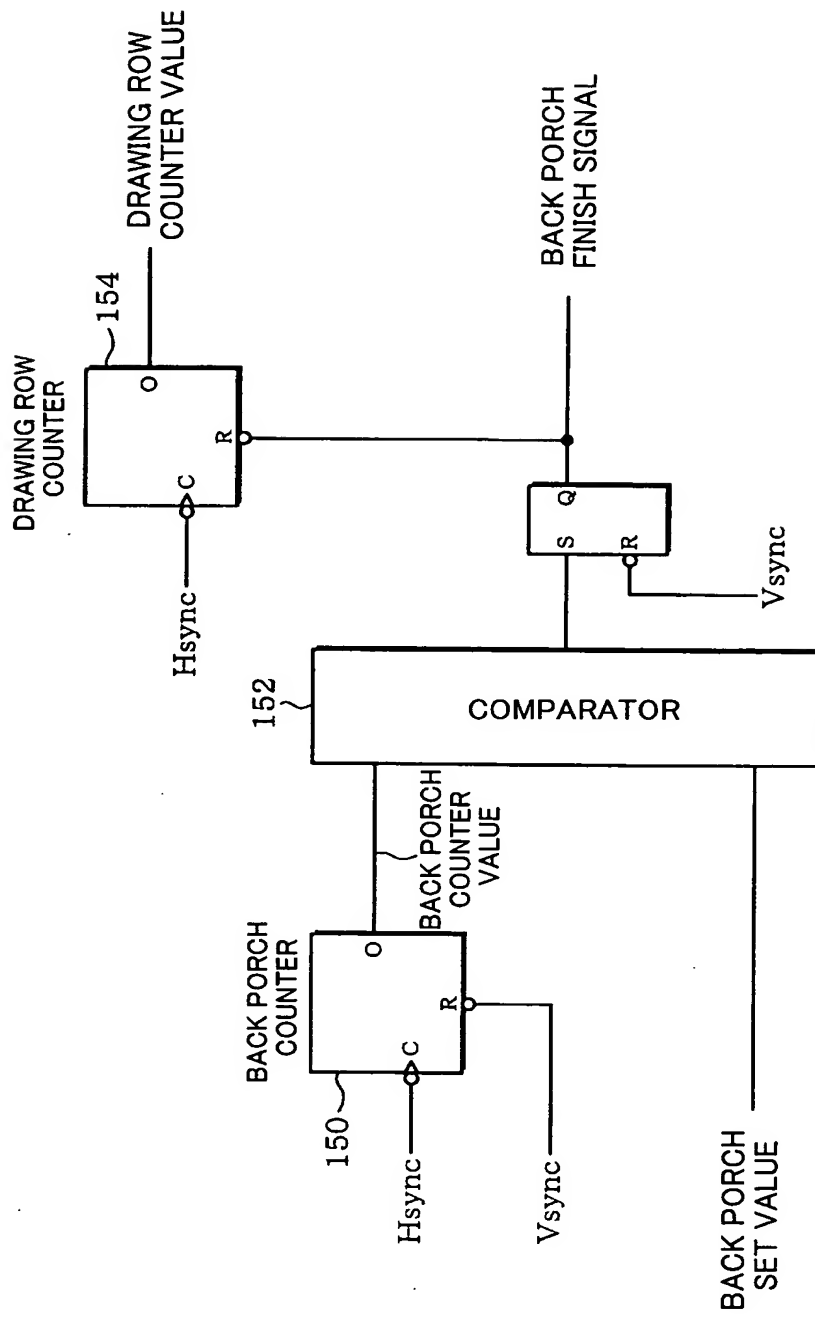 DRAWING ROW
COUNTER
154
Hsync
C
O
R
DRAWING ROW
COUNTER VALUE
BACK PORCH
COUNTER
150
Hsync
C
O
R
Vsync
BACK PORCH
COUNTER
VALUE
152
COMPARATOR
S
R
Q
Vsync
BACK PORCH
FINISH SIGNAL
BACK PORCH
SET VALUE